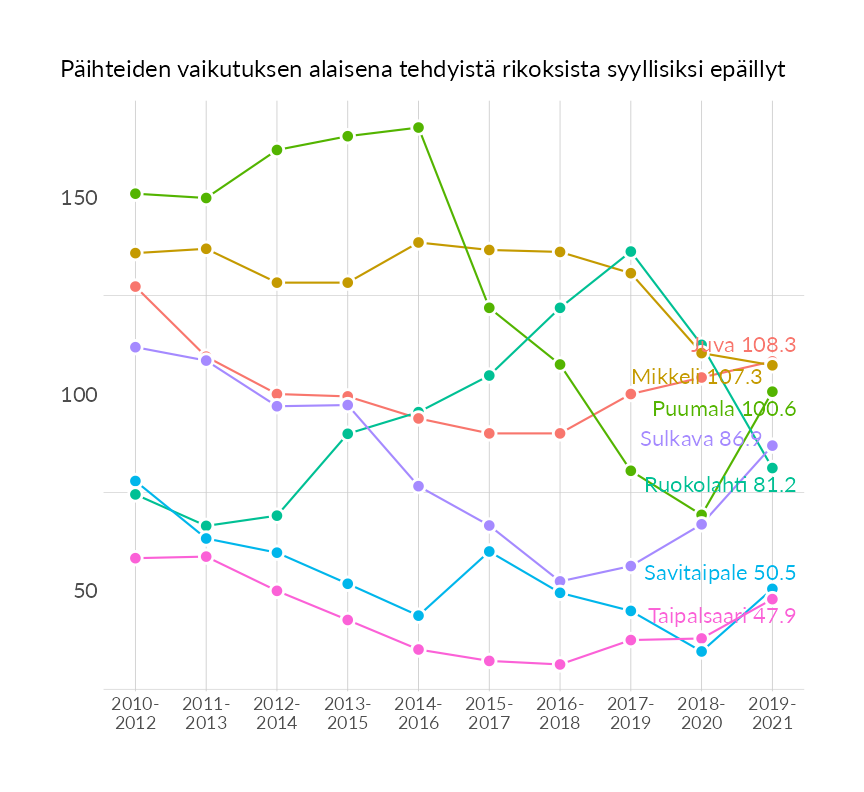 Päihteiden vaikutuksen alaisena tehdyistä rikoksista syyllisiksi epäillyt
150
100
50
Juva 108.3
Mikkeli 107.3
Puumala 100.6
Sulkava 86.9
Ruokolahti 81.2
Savitaipale 50.5
Taipalsaari 47.9
2010- 2011- 2012- 2013- 2014- 2015- 2016- 2017- 2018- 2019-
2012 2013 2014 2015 2016 2017 2018 2019 2020 2021